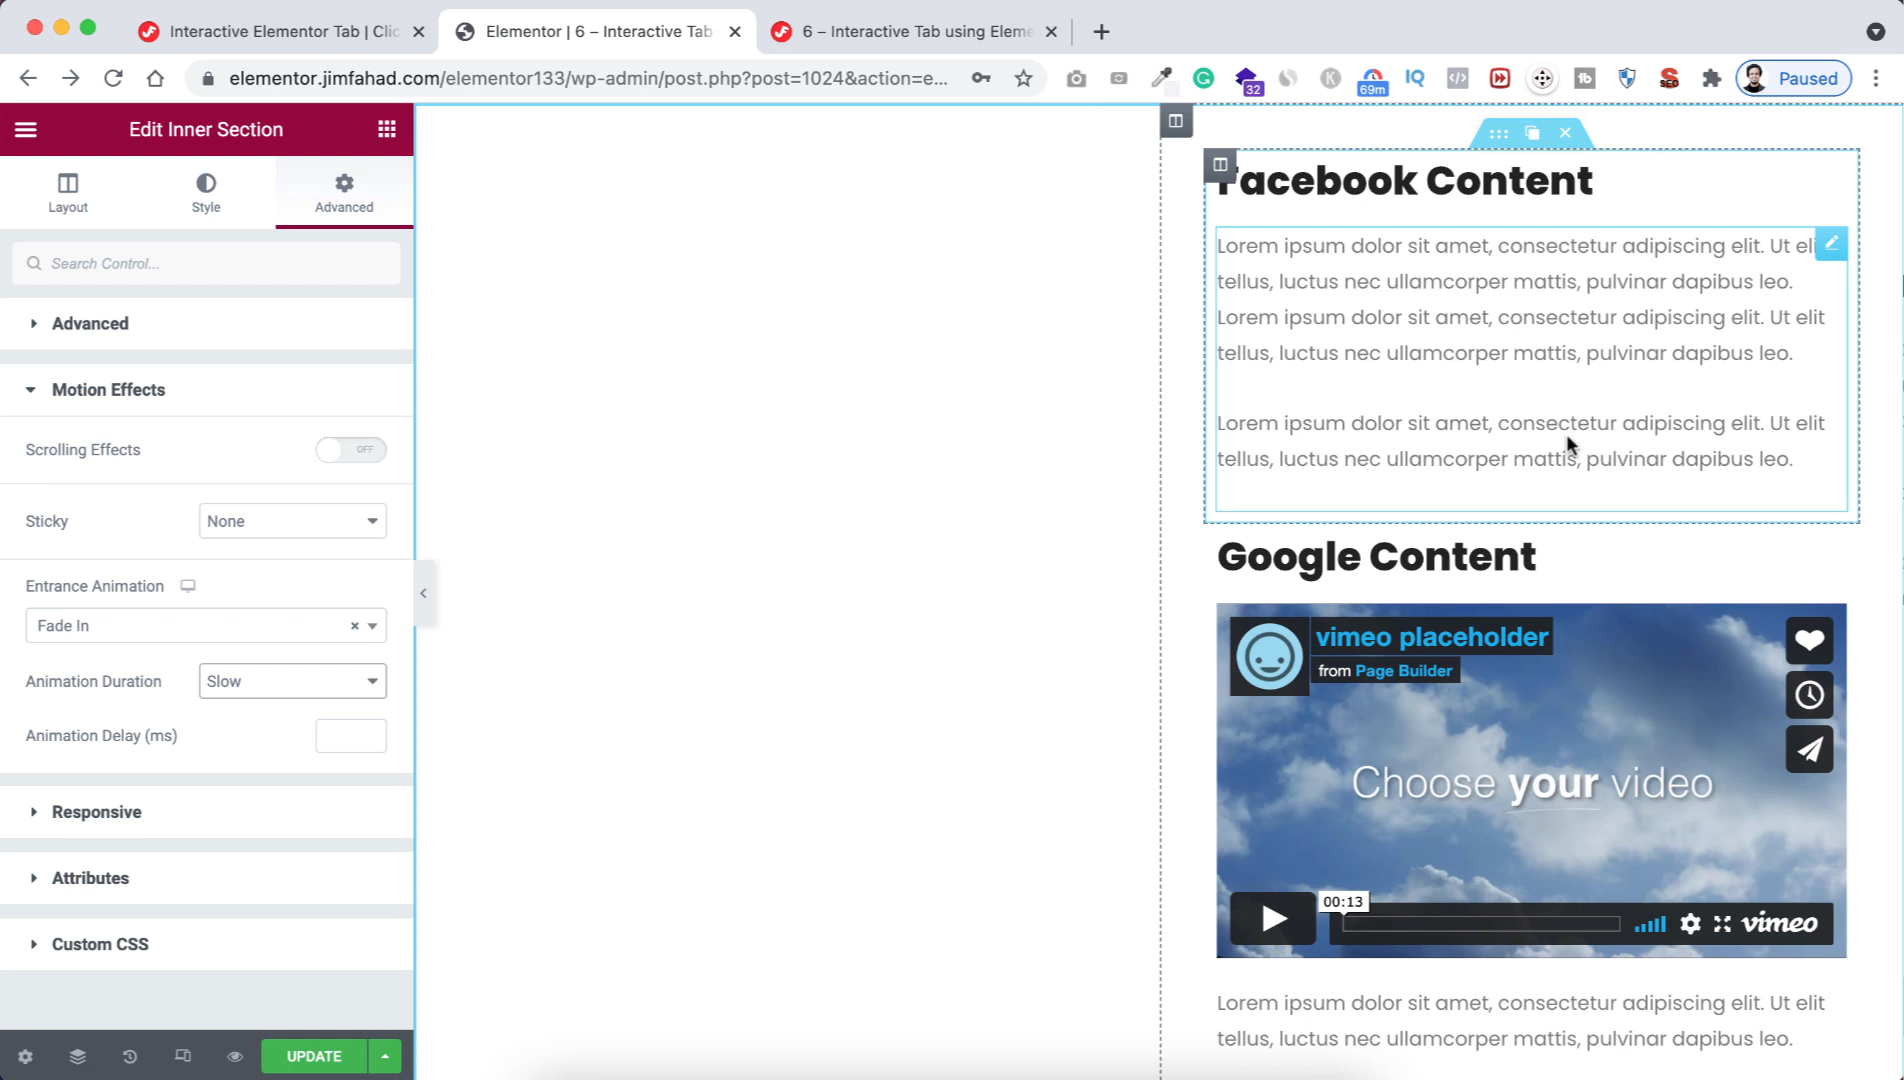 Interactive Elementor Tab | Clic
Elementor | 6 – Interactive Tab
6 – Interactive Tab using Eleme
elementor.jimfahad.com/elementor133/wp-admin/post.php?post=1024&action=e...
32
K
69m
IQ
tb
SEO
Paused
Edit Inner Section
Layout
Style
Advanced
Search Control...
Advanced
Motion Effects
Scrolling Effects
OFF
Sticky
None
Entrance Animation
Fade In
Animation Duration
Slow
Animation Delay (ms)
Responsive
Attributes
Custom CSS
UPDATE
Facebook Content
Lorem ipsum dolor sit amet, consectetur adipiscing elit. Ut eli
tellus, luctus nec ullamcorper mattis, pulvinar dapibus leo.
Lorem ipsum dolor sit amet, consectetur adipiscing elit. Ut elit
tellus, luctus nec ullamcorper mattis, pulvinar dapibus leo.
Lorem ipsum dolor sit amet, consectetur adipiscing elit. Ut elit
tellus, luctus nec ullamcorper mattis, pulvinar dapibus leo.
Google Content
vimeo placeholder
from Page Builder
Choose your video
00:13
vimeo
Lorem ipsum dolor sit amet, consectetur adipiscing elit. Ut elit
tellus, luctus nec ullamcorper mattis, pulvinar dapibus leo.